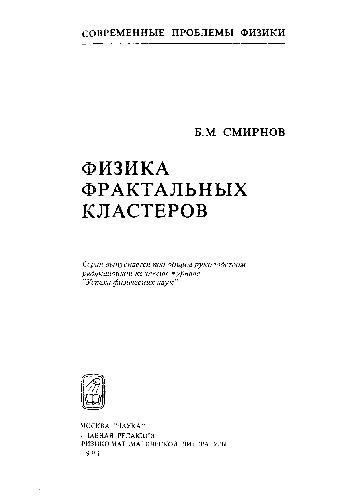 СОВРЕМЕННЫЕ ПРОБЛЕМЫ ФИЗИКИ
Б.М СМИРНОВ
ФИЗИКА
ФРАКТАЛЬНЫХ
КЛАСТЕРОВ
Серия выпускается под общим руководством
редакционной коллегии журнала
"Успехи физических наук"
МОСКВА "НАУКА"
ГЛАВНАЯ РЕДАКЦИЯ
ФИЗИКО МАТЕМАТИЧЕСКОЙ ЛИТЕРАТУРЫ